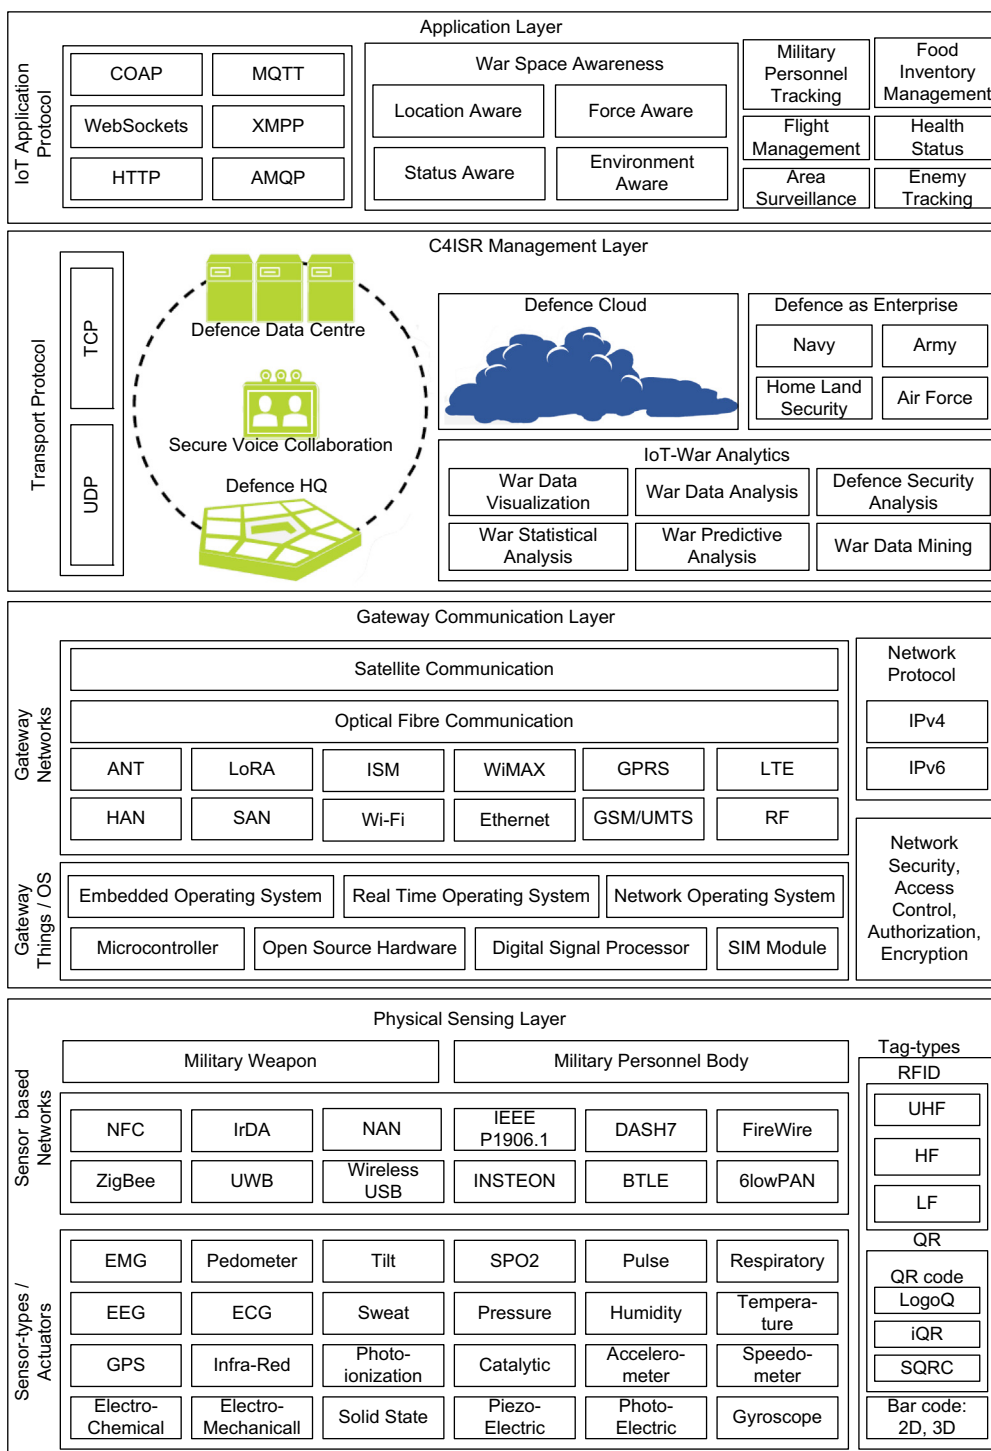 Application Layer
IoT Application
Protocol
COAP
MQTT
WebSockets
XMPP
HTTP
AMQP
War Space Awareness
Location Aware
Force Aware
Status Aware
Environment
Aware
Military
Personnel
Tracking
Food
Inventory
Management
Flight
Management
Health
Status
Area
Surveillance
Enemy
Tracking
C4ISR Management Layer
Transport Protocol
TCP
UDP
Defence Data Centre
Secure Voice Collaboration
Defence HQ
Defence Cloud
Defence as Enterprise
Navy
Army
Home Land
Security
Air Force
IoT-War Analytics
War Data
Visualization
War Data Analysis
Defence Security
Analysis
War Statistical
Analysis
War Predictive
Analysis
War Data Mining
Gateway Communication Layer
Gateway
Networks
Satellite Communication
Optical Fibre Communication
ANT
LoRA
ISM
WiMAX
GPRS
LTE
HAN
SAN
Wi-Fi
Ethernet
GSM/UMTS
RF
Network
Protocol
IPv4
IPv6
Gateway
Things / OS
Embedded Operating System
Real Time Operating System
Network Operating System
Microcontroller
Open Source Hardware
Digital Signal Processor
SIM Module
Network
Security,
Access
Control,
Authorization,
Encryption
Physical Sensing Layer
Military Weapon
Military Personnel Body
Sensor based
Networks
NFC
IrDA
NAN
IEEE
P1906.1
DASH7
FireWire
ZigBee
UWB
Wireless
USB
INSTEON
BTLE
6lowPAN
Sensor-types /
Actuators
EMG
Pedometer
Tilt
SPO2
Pulse
Respiratory
EEG
ECG
Sweat
Pressure
Humidity
Tempera-
ture
GPS
Infra-Red
Photo-
ionization
Catalytic
Accelero-
meter
Speedo-
meter
Electro-
Chemical
Electro-
Mechanicall
Solid State
Piezo-
Electric
Photo-
Electric
Gyroscope
Tag-types
RFID
UHF
HF
LF
QR
QR code
LogoQ
iQR
SQRC
Bar code:
2D, 3D